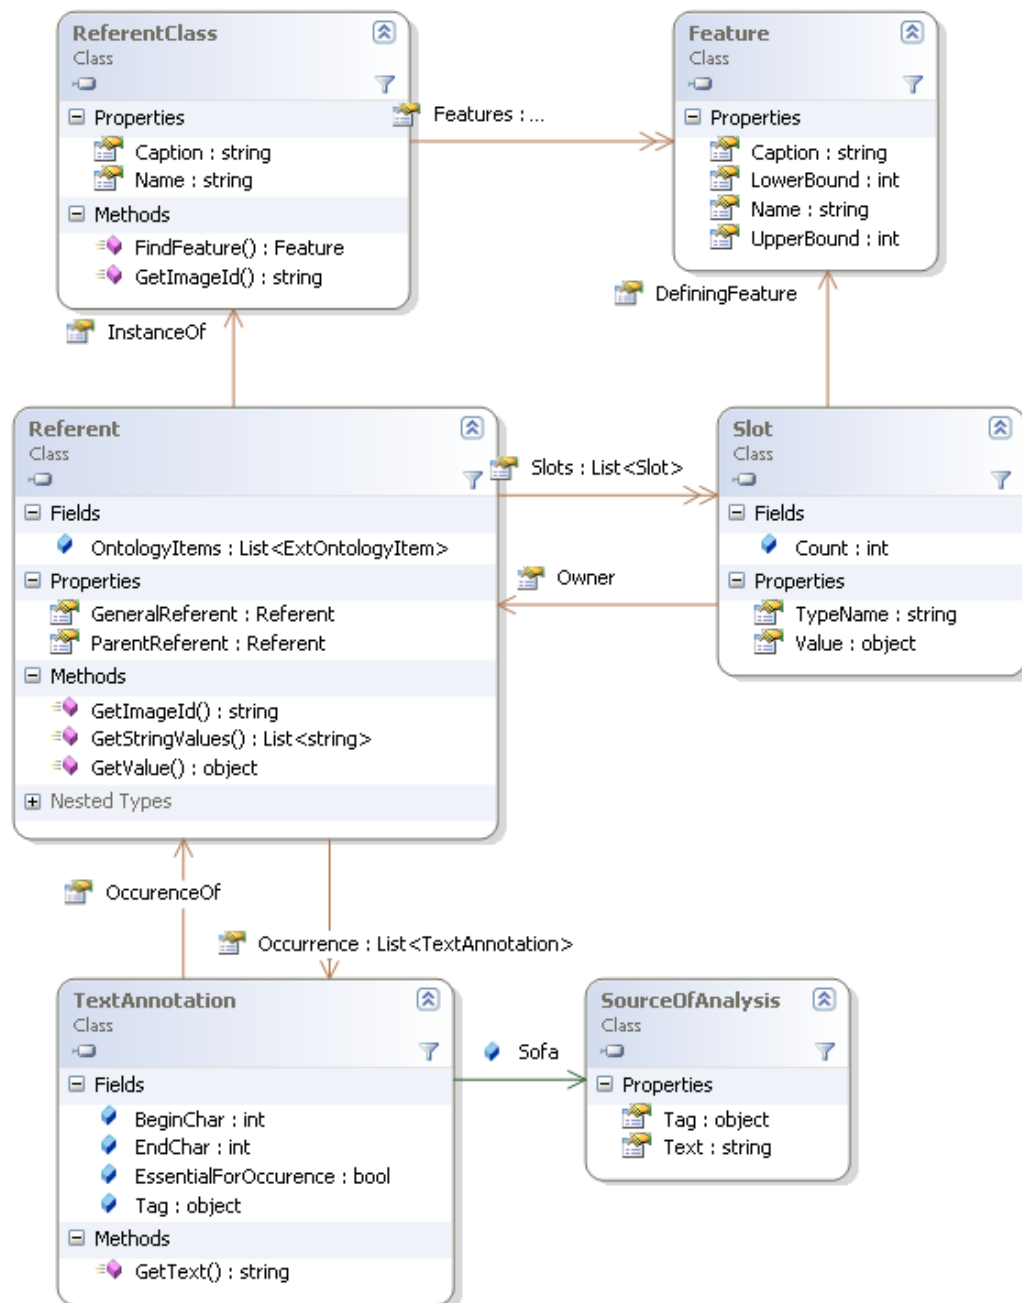 ReferentClass
Class
Properties
Caption : string
Name : string
Methods
FindFeature() : Feature
GetImageId() : string
Features : ...
Feature
Class
Properties
Caption : string
LowerBound : int
Name : string
UpperBound : int
InstanceOf
DefiningFeature
Referent
Class
Fields
OntologyItems : List<ExtOntologyItem>
Properties
GeneralReferent : Referent
ParentReferent : Referent
Methods
GetImageId() : string
GetStringValues() : List<string>
GetValue() : object
Nested Types
Slots : List<Slot>
Owner
Slot
Class
Fields
Count : int
Properties
TypeName : string
Value : object
OccurenceOf
Occurrence : List<TextAnnotation>
TextAnnotation
Class
Fields
BeginChar : int
EndChar : int
EssentialForOccurence : bool
Tag : object
Methods
GetText() : string
Sofa
SourceOfAnalysis
Class
Properties
Tag : object
Text : string